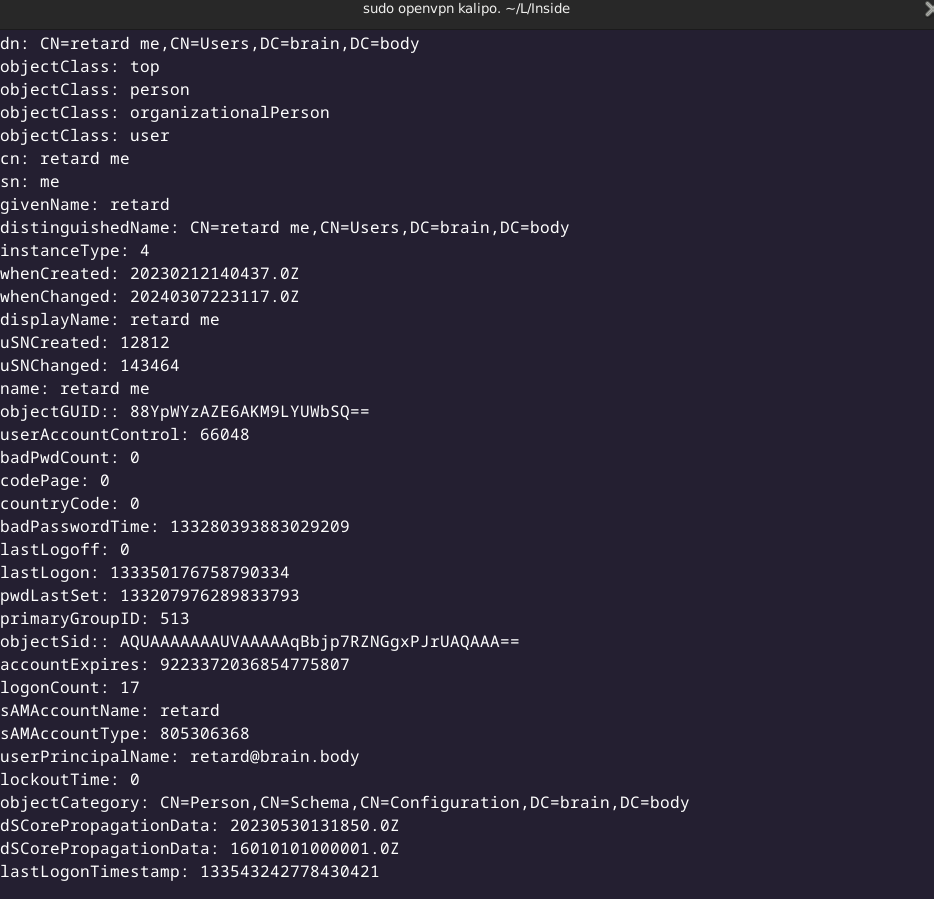 sudo openvpn kalipo. ~/L/Inside
dn: CN=retard me,CN=Users,DC=brain,DC=body
objectClass: top
objectClass: person
objectClass: organizationalPerson
objectClass: user
cn: retard me
sn: me
givenName: retard
distinguishedName: CN=retard me,CN=Users,DC=brain,DC=body
instanceType: 4
whenCreated: 20230212140437.0Z
whenChanged: 20240307223117.0Z
displayName: retard me
uSNCreated: 12812
uSNChanged: 143464
name: retard me
objectGUID:: 88YpWYzAZE6AKM9LYUWbSQ==
userAccountControl: 66048
badPwdCount: 0
codePage: 0
countryCode: 0
badPasswordTime: 133280393883029209
lastLogoff: 0
lastLogon: 133350176758790334
pwdLastSet: 133207976289833793
primaryGroupID: 513
objectSid:: AQUAAAAAAAUVAAAAAqBbjp7RZNGgxPJrUAQAAA==
accountExpires: 9223372036854775807
logonCount: 17
sAMAccountName: retard
sAMAccountType: 805306368
userPrincipalName: retard@brain.body
lockoutTime: 0
objectCategory: CN=Person,CN=Schema,CN=Configuration,DC=brain,DC=body
dSCorePropagationData: 20230530131850.0Z
dSCorePropagationData: 16010101000001.0Z
lastLogonTimestamp: 133543242778430421